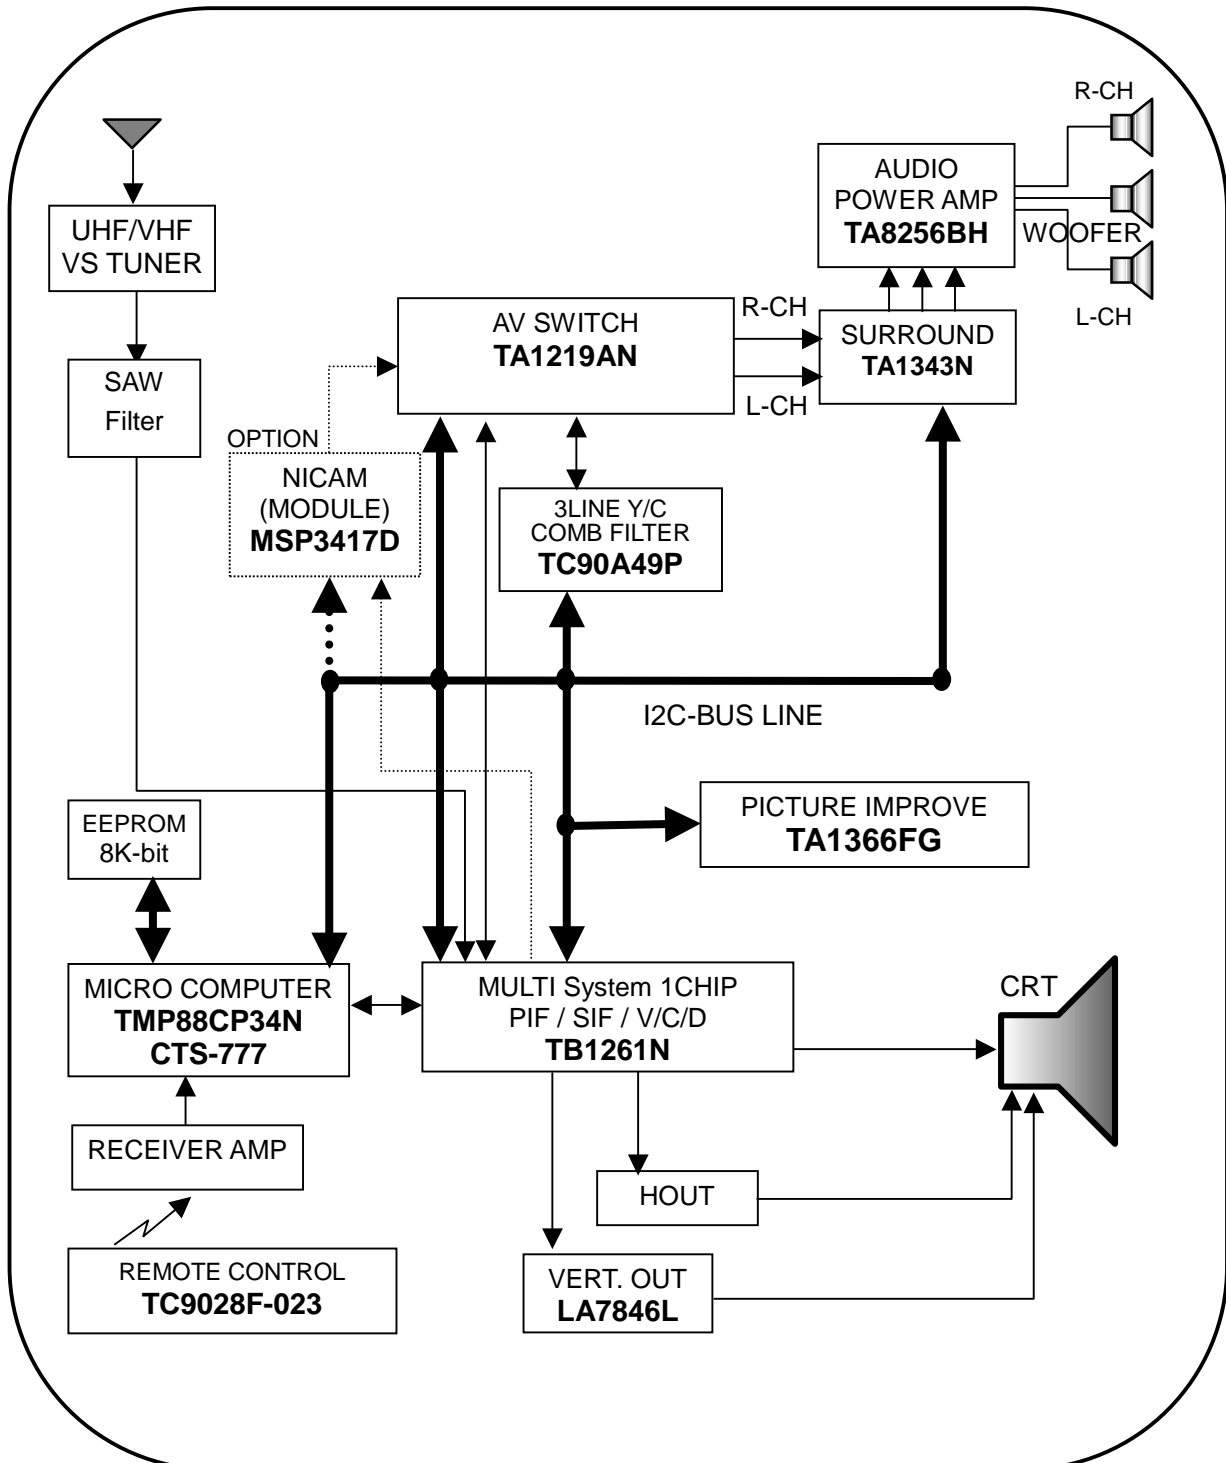 R-CH
AUDIO
POWER AMP
TA8256BH
WOOFER
L-CH
UHF/VHF
VS TUNER
SAW
Filter
AV SWITCH
TA1219AN
R-CH
L-CH
SURROUND
TA1343N
OPTION
NICAM
(MODULE)
MSP3417D
3LINE Y/C
COMB FILTER
TC90A49P
I2C-BUS LINE
PICTURE IMPROVE
TA1366FG
EEPROM
8K-bit
MICRO COMPUTER
TMP88CP34N
CTS-777
MULTI System 1CHIP
PIF / SIF / V/C/D
TB1261N
CRT
RECEIVER AMP
HOUT
REMOTE CONTROL
TC9028F-023
VERT. OUT
LA7846L